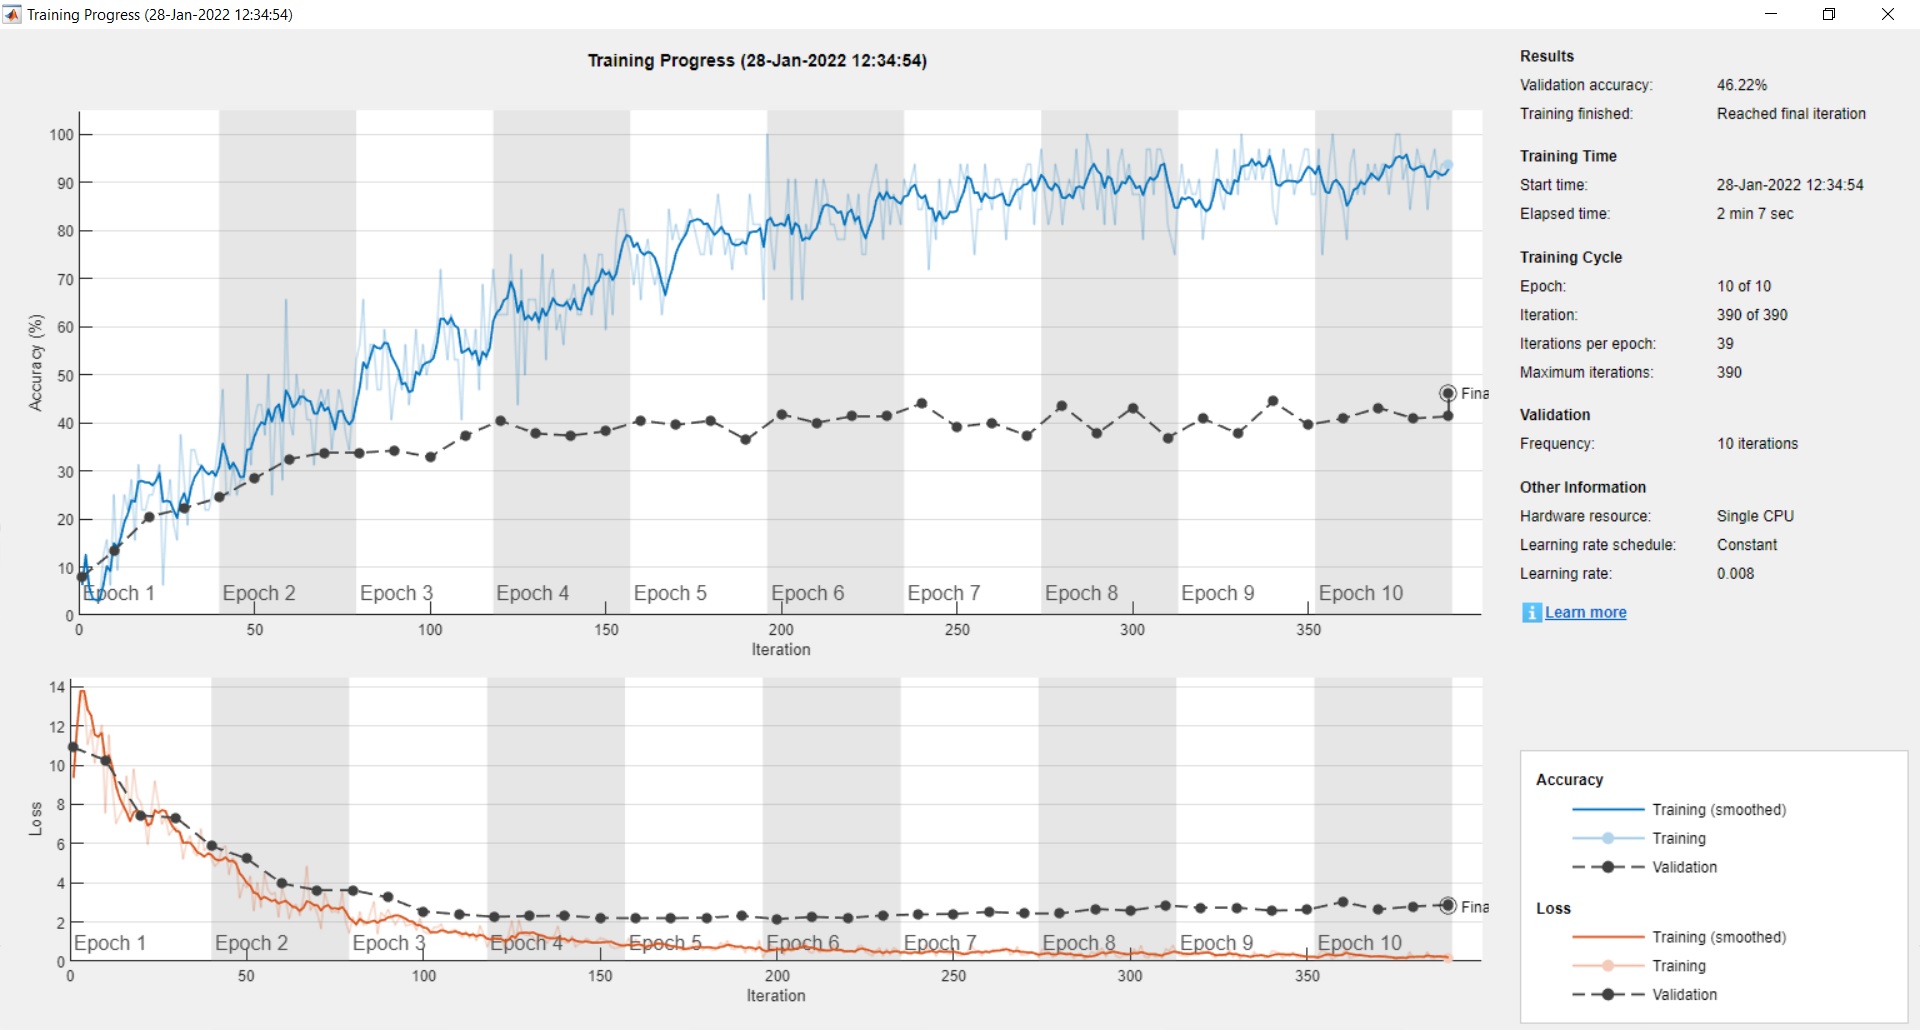 Training Progress (28-Jan-2022 12:34:54)
Training Progress (28-Jan-2022 12:34:54)
Accuracy (%)
100
90
80
70
60
50
40
30
20
10
0
Final
Epoch 1 Epoch 2 Epoch 3 Epoch 4 Epoch 5 Epoch 6 Epoch 7 Epoch 8 Epoch 9 Epoch 10
0 50 100 150 200 250 300 350
Iteration
Loss
14
12
10
8
6
4
2
0
Fina
Epoch 1 Epoch 2 Epoch 3 Epoch 4 Epoch 5 Epoch 6 Epoch 7 Epoch 8 Epoch 9 Epoch 10
0 50 100 150 200 250 300 350
Iteration
Results
Validation accuracy: 46.22%
Training finished: Reached final iteration
Training Time
Start time: 28-Jan-2022 12:34:54
Elapsed time: 2 min 7 sec
Training Cycle
Epoch: 10 of 10
Iteration: 390 of 390
Iterations per epoch: 39
Maximum iterations: 390
Validation
Frequency: 10 iterations
Other Information
Hardware resource: Single CPU
Learning rate schedule: Constant
Learning rate: 0.008
i Learn more
Accuracy
Training (smoothed)
Training
Validation
Loss
Training (smoothed)
Training
Validation